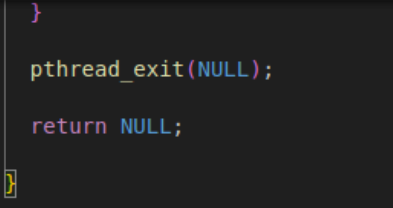 }
pthread_exit(NULL);
return NULL;
}